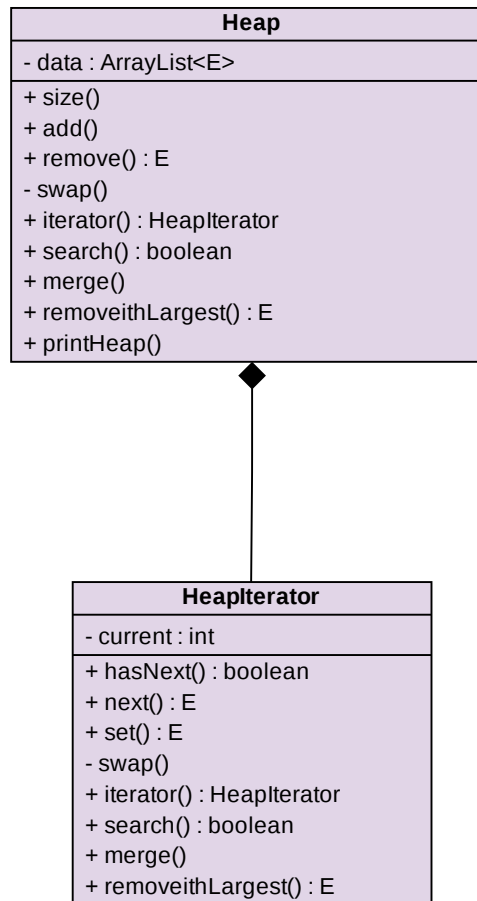 Heap
- data : ArrayList<E>
+ size()
+ add()
+ remove() : E
- swap()
+ iterator() : HeapIterator
+ search() : boolean
+ merge()
+ removeithLargest() : E
+ printHeap()
HeapIterator
- current : int
+ hasNext() : boolean
+ next() : E
+ set() : E
- swap()
+ iterator() : HeapIterator
+ search() : boolean
+ merge()
+ removeithLargest() : E